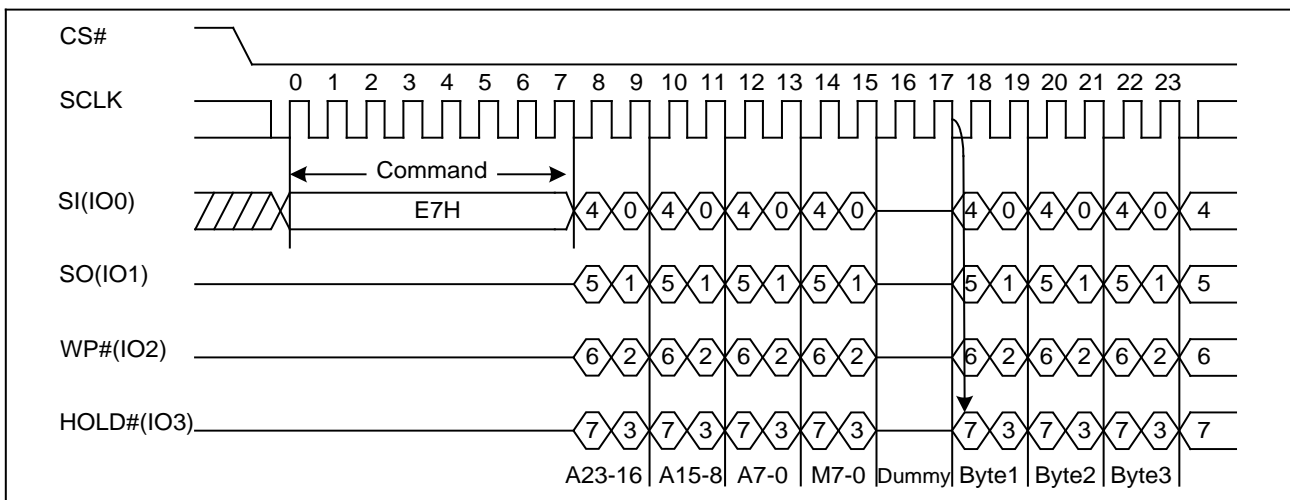 CS#
0 1 2 3 4 5 6 7 8 9 10 11 12 13 14 15 16 17 18 19 20 21 22 23
SCLK
Command
SI(IO0) E7H 4 0 4 0 4 0 4 0 4 0 4 0 4 0 4
SO(IO1) 5 1 5 1 5 1 5 1 5 1 5 1 5 1 5
WP#(IO2) 6 2 6 2 6 2 6 2 6 2 6 2 6 2 6
HOLD#(IO3) 7 3 7 3 7 3 7 3 7 3 7 3 7 3 7
A23-16 A15-8 A7-0 M7-0 Dummy Byte1 Byte2 Byte3